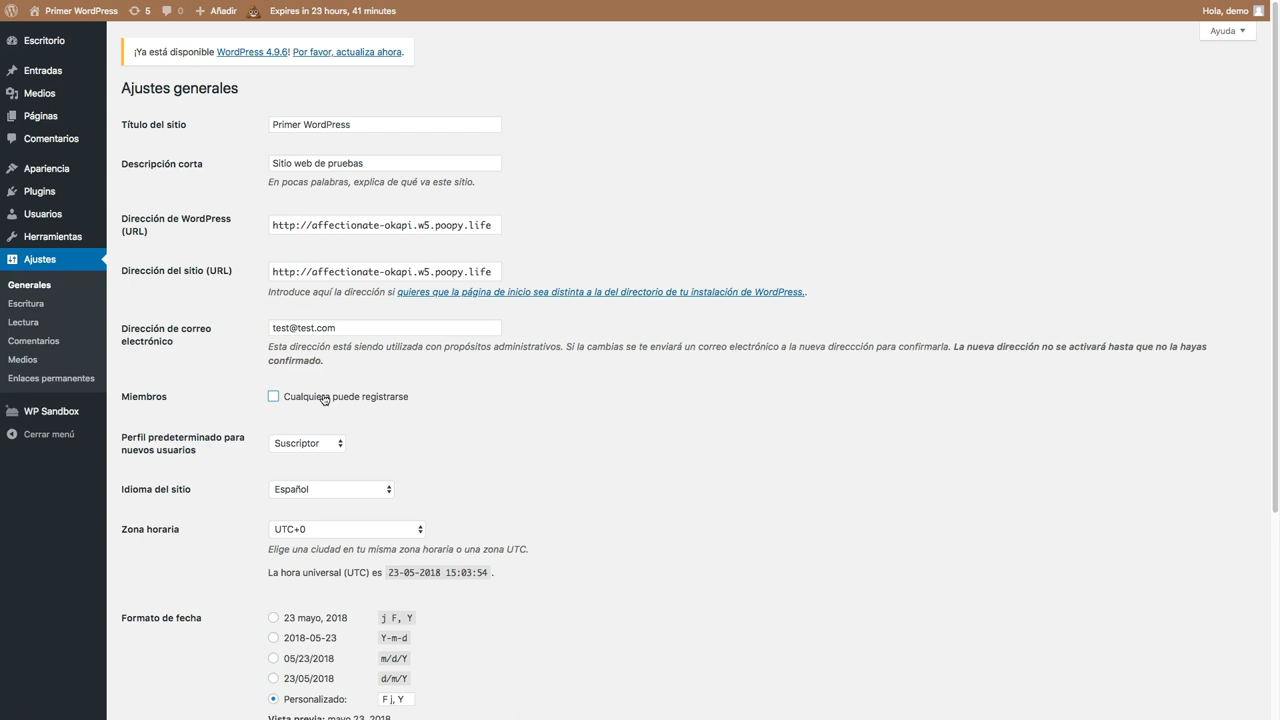 Primer WordPress 5 0 Añadir Expires in 23 hours, 41 minutes Hola, demo
Ayuda
Escritorio
Entradas
Medios
Páginas
Comentarios
Apariencia
Plugins
Usuarios
Herramientas
Ajustes
Generales
Escritura
Lectura
Comentarios
Medios
Enlaces permanentes
WP Sandbox
Cerrar menú
¡Ya está disponible WordPress 4.9.6! Por favor, actualiza ahora.
Ajustes generales
Título del sitio Primer WordPress
Descripción corta Sitio web de pruebas
En pocas palabras, explica de qué va este sitio.
Dirección de WordPress
(URL)
http://affectionate-okapi.w5.poopy.life
Dirección del sitio (URL) http://affectionate-okapi.w5.poopy.life
Introduce aquí la dirección si quieres que la página de inicio sea distinta a la del directorio de tu instalación de WordPress..
Dirección de correo
electrónico
test@test.com
Esta dirección está siendo utilizada con propósitos administrativos. Si la cambias se te enviará un correo electrónico a la nueva direccción para confirmarla. La nueva dirección no se activará hasta que no la hayas
confirmado.
Miembros Cualquiera puede registrarse
Perfil predeterminado para
nuevos usuarios
Suscriptor
Idioma del sitio Español
Zona horaria UTC+0
Elige una ciudad en tu misma zona horaria o una zona UTC.
La hora universal (UTC) es 23-05-2018 15:03:54 .
Formato de fecha 23 mayo, 2018 j F, Y
2018-05-23 Y-m-d
05/23/2018 m/d/Y
23/05/2018 d/m/Y
Personalizado: F j, Y
Vista previa: mayo 23, 2018